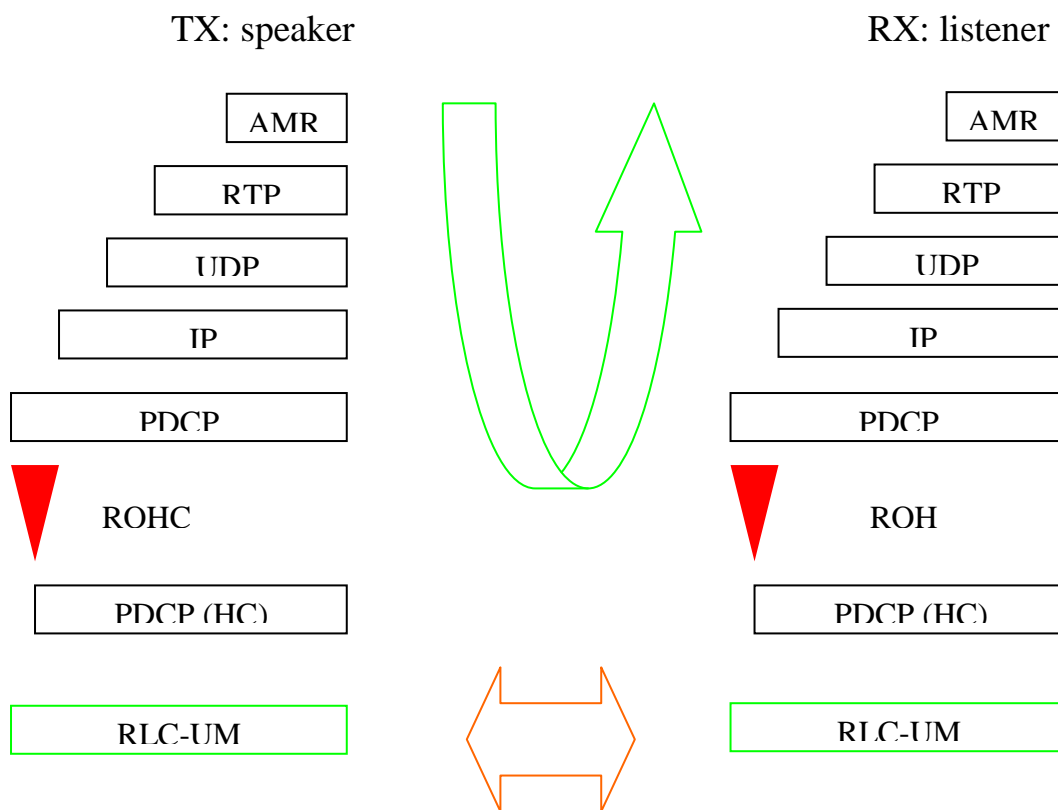 TX: speaker
RX: listener
AMR
AMR
RTP
RTP
UDP
UDP
IP
IP
PDCP
PDCP
ROHC
ROH
PDCP (HC)
PDCP (HC)
RLC-UM
RLC-UM